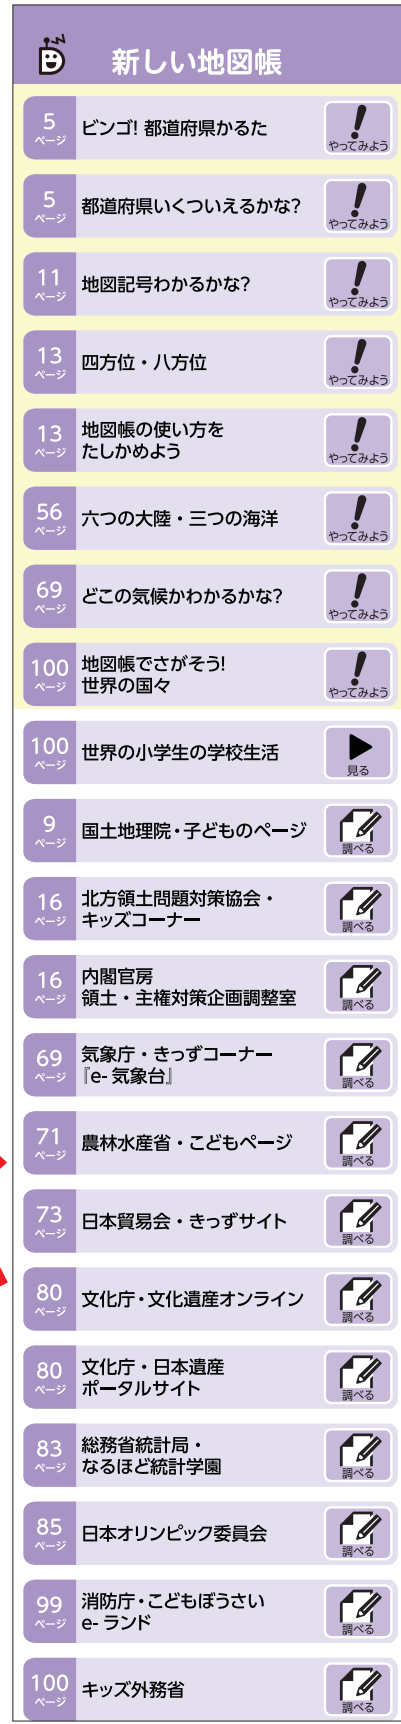 新しい地図帳
5
ページ
ビンゴ! 都道府県かるた
やってみよう
5
ページ
都道府県いくついえるかな?
やってみよう
11
ページ
地図記号わかるかな?
やってみよう
13
ページ
四方位・八方位
やってみよう
13
ページ
地図帳の使い方を
たしかめよう
やってみよう
56
ページ
六つの大陸・三つの海洋
やってみよう
69
ページ
どこの気候かわかるかな?
やってみよう
100
ページ
地図帳でさがそう!
世界の国々
やってみよう
100
ページ
世界の小学生の学校生活
見る
9
ページ
国土地理院・子どものページ
調べる
16
ページ
北方領土問題対策協会・
キッズコーナー
調べる
16
ページ
内閣官房
領土・主権対策企画調整室
調べる
69
ページ
気象庁・きっずコーナー
『e-気象台』
調べる
71
ページ
農林水産省・こどもページ
調べる
73
ページ
日本貿易会・きっずサイト
調べる
80
ページ
文化庁・文化遺産オンライン
調べる
80
ページ
文化庁・日本遺産
ポータルサイト
調べる
83
ページ
総務省統計局・
なるほど統計学園
調べる
85
ページ
日本オリンピック委員会
調べる
99
ページ
消防庁・こどもぼうさい
e-ランド
調べる
100
ページ
キッズ外務省
調べる